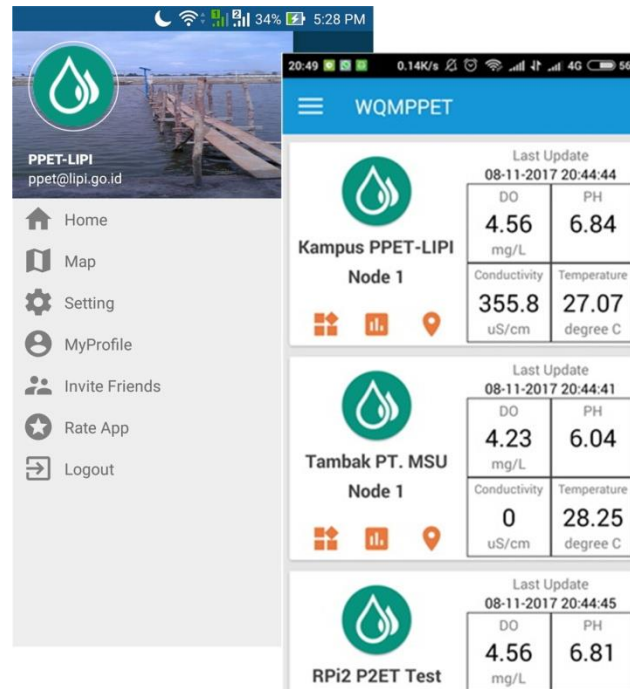 34% 5:28 PM
PPET-LIPI
ppet@lipi.go.id
Home
Map
Setting
MyProfile
Invite Friends
Rate App
Logout
20:49 0.14K/s 4G 56
WQMPPET
Last Update
08-11-2017 20:44:44
DO PH
4.56 6.84
mg/L
Kampus PPET-LIPI
Node 1
Conductivity Temperature
355.8 27.07
uS/cm degree C
Last Update
08-11-2017 20:44:41
DO PH
4.23 6.04
mg/L
Tambak PT. MSU
Node 1
Conductivity Temperature
0 28.25
uS/cm degree C
Last Update
08-11-2017 20:44:45
DO PH
4.56 6.81
mg/L
RPi2 P2ET Test